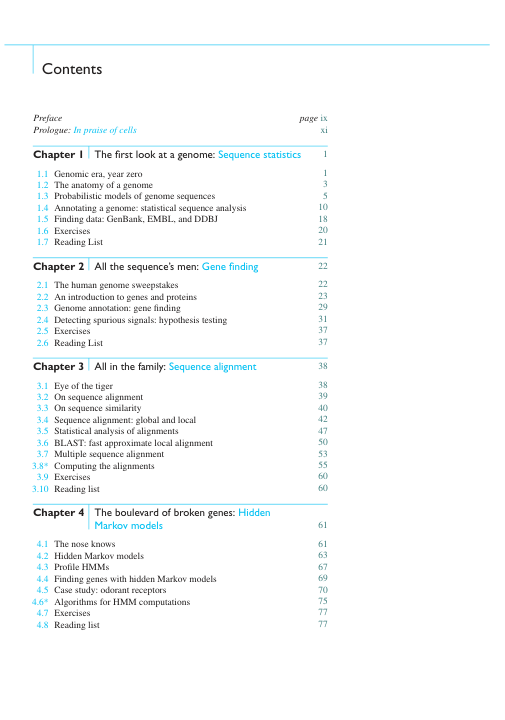 Contents
Preface page ix
Prologue: In praise of cells xi
Chapter 1 The first look at a genome: Sequence statistics 1
1.1 Genomic era, year zero 1
1.2 The anatomy of a genome 3
1.3 Probabilistic models of genome sequences 5
1.4 Annotating a genome: statistical sequence analysis 10
1.5 Finding data: GenBank, EMBL, and DDBJ 18
1.6 Exercises 20
1.7 Reading List 21
Chapter 2 All the sequence's men: Gene finding 22
2.1 The human genome sweepstakes 22
2.2 An introduction to genes and proteins 23
2.3 Genome annotation: gene finding 29
2.4 Detecting spurious signals: hypothesis testing 31
2.5 Exercises 37
2.6 Reading List 37
Chapter 3 All in the family: Sequence alignment 38
3.1 Eye of the tiger 38
3.2 On sequence alignment 39
3.3 On sequence similarity 40
3.4 Sequence alignment: global and local 42
3.5 Statistical analysis of alignments 47
3.6 BLAST: fast approximate local alignment 50
3.7 Multiple sequence alignment 53
3.8* Computing the alignments 55
3.9 Exercises 60
3.10 Reading list 60
Chapter 4 The boulevard of broken genes: Hidden
Markov models 61
4.1 The nose knows 61
4.2 Hidden Markov models 63
4.3 Profile HMMs 67
4.4 Finding genes with hidden Markov models 69
4.5 Case study: odorant receptors 70
4.6* Algorithms for HMM computations 75
4.7 Exercises 77
4.8 Reading list 77